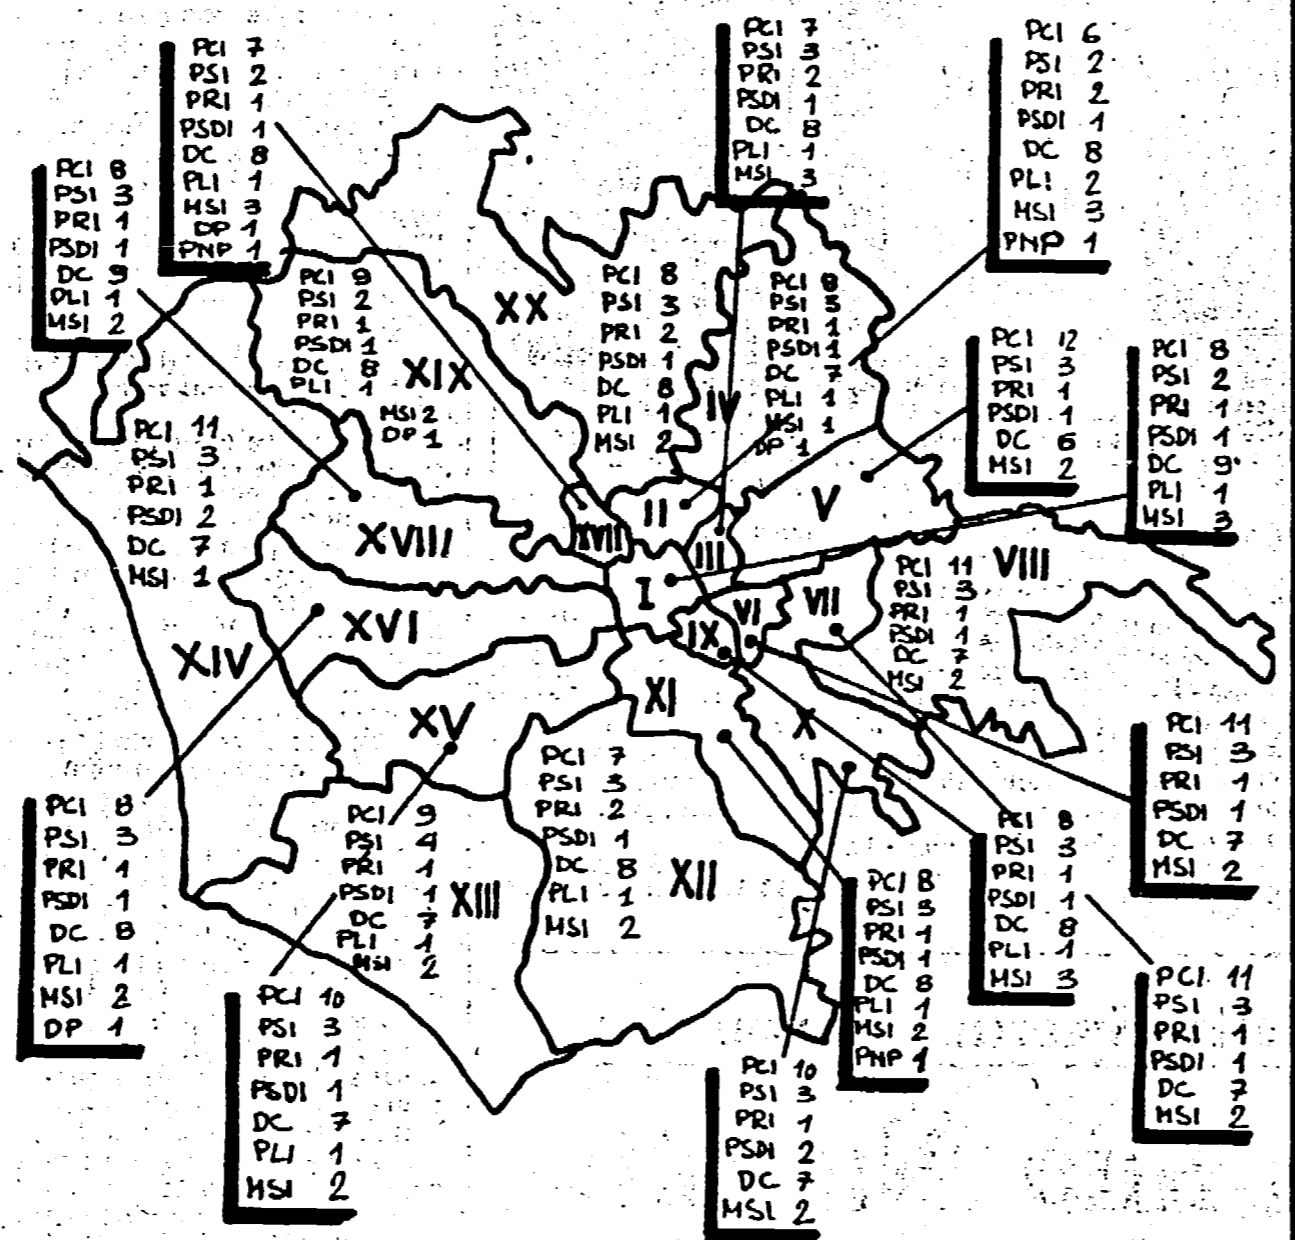 PCI 7
PSI 2
PRI 1
PSDI 1
DC 8
PLI 1
MSI 3
DP 1
PNP 1
PCI 7
PSI 3
PRI 2
PSDI 1
DC 8
PLI 1
MSI 3
PCI 6
PSI 2
PRI 2
PSDI 1
DC 8
PLI 2
MSI 3
PNP 1
PCI 8
PSI 3
PRI 1
PSDI 1
DC 9
PLI 1
MSI 2
PCI 9
PSI 2
PRI 1
PSDI 1
DC 8
PLI 1
MSI 2
DP 1
XIX
XX
PCI 8
PSI 3
PRI 2
PSDI 1
DC 8
PLI 1
MSI 2
PCI 8
PSI 3
PRI 1
PSDI 1
DC 7
PLI 1
MSI 1
DP 1
IV
PCI 12
PSI 3
PRI 1
PSDI 1
DC 6
MSI 2
PCI 8
PSI 2
PRI 1
PSDI 1
DC 9
PLI 1
MSI 3
PCI 11
PSI 3
PRI 1
PSDI 2
DC 7
MSI 1
XVIII
XVII
II
III
V
VIII
I
VI
VII
IX
PCI 11
PSI 3
PRI 1
PSDI 1
DC 7
MSI 2
XIV
XVI
XV
XI
X
PCI 8
PSI 3
PRI 1
PSDI 1
DC 8
PLI 1
MSI 2
DP 1
PCI 9
PSI 4
PRI 1
PSDI 1
DC 7
PLI 1
MSI 2
XIII
PCI 7
PSI 3
PRI 2
PSDI 1
DC 8
PLI 1
MSI 2
XII
PCI 11
PSI 3
PRI 1
PSDI 1
DC 7
MSI 2
PCI 8
PSI 3
PRI 1
PSDI 1
DC 8
PLI 1
MSI 3
PCI 8
PSI 3
PRI 1
PSDI 1
DC 8
PLI 1
MSI 2
PNP 1
PCI 10
PSI 3
PRI 1
PSDI 1
DC 7
PLI 1
MSI 2
PCI 10
PSI 3
PRI 1
PSDI 2
DC 7
MSI 2
PCI 11
PSI 3
PRI 1
PSDI 1
DC 7
MSI 2